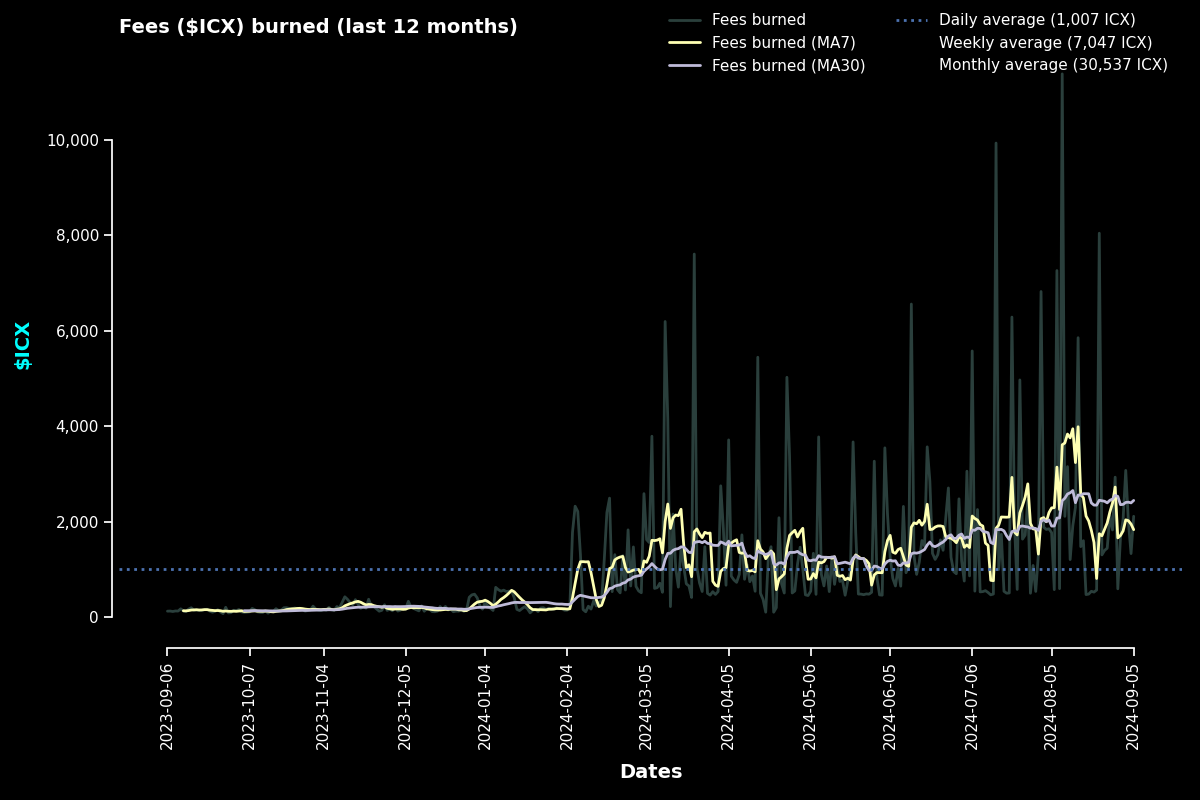 Fees ($ICX) burned (last 12 months)
Fees burned
Fees burned (MA7)
Fees burned (MA30)
Daily average (1,007 ICX)
Weekly average (7,047 ICX)
Monthly average (30,537 ICX)
10,000
8,000
6,000
4,000
2,000
0
$ICX
2023-09-06
2023-10-07
2023-11-04
2023-12-05
2024-01-04
2024-02-04
2024-03-05
2024-04-05
2024-05-06
2024-06-05
2024-07-06
2024-08-05
2024-09-05
Dates